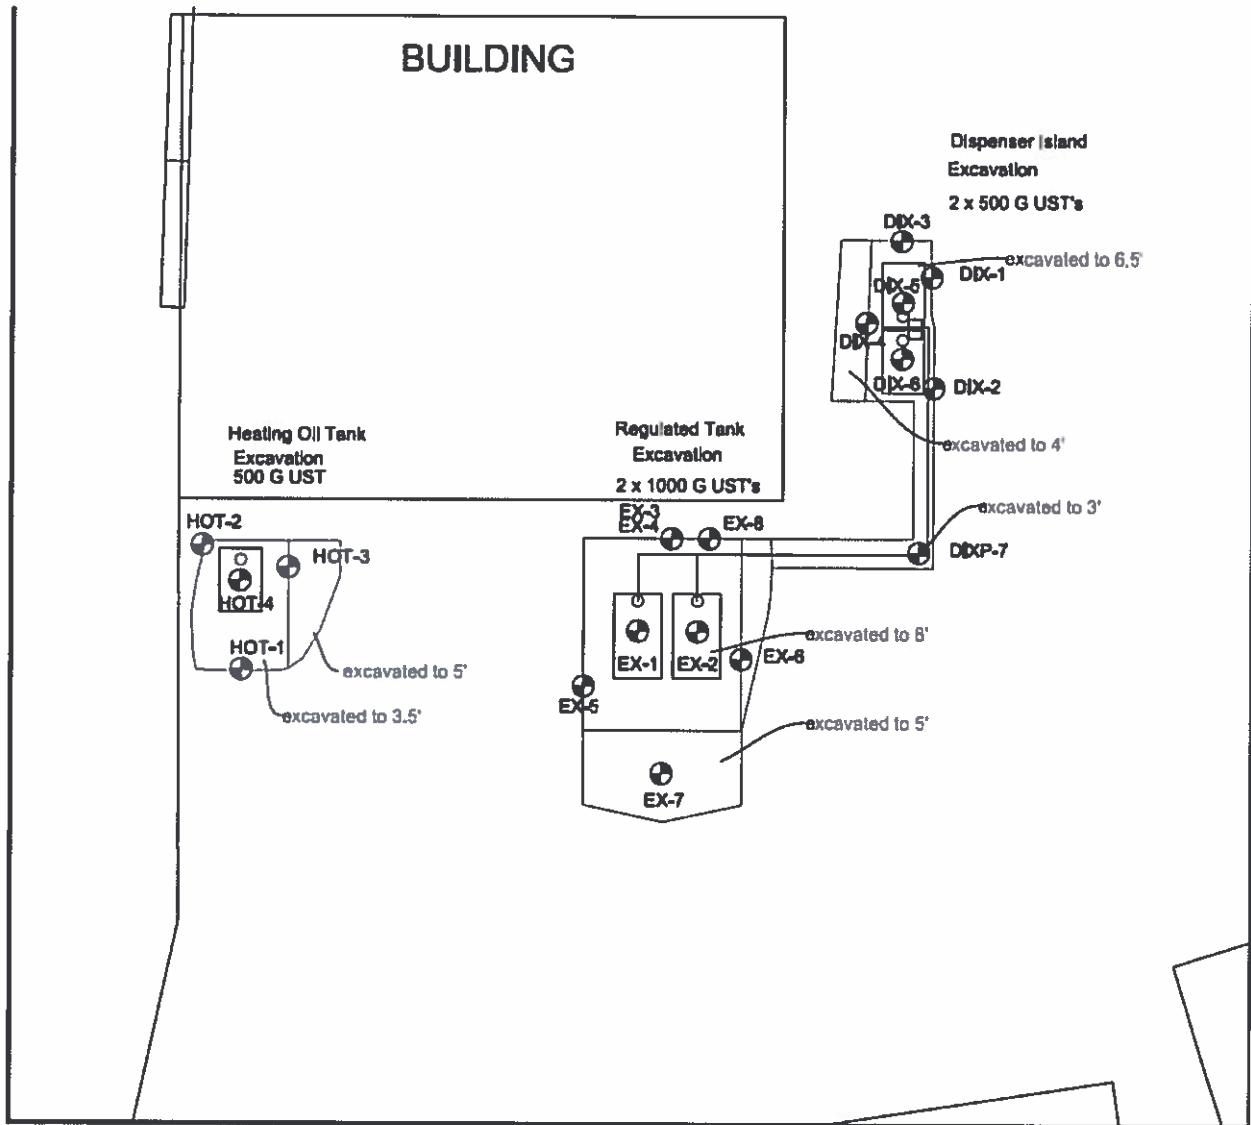 BUILDING
Dispenser Island
Excavation
2 x 500 G UST's
DIX-3
excavated to 6.5'
DIX-1
DIX-5
DIX-4
DIX-6
DIX-2
excavated to 4'
Heating Oil Tank
Excavation
500 G UST
Regulated Tank
Excavation
2 x 1000 G UST's
EX-3
EX-4
EX-8
excavated to 3'
DIXP-7
HOT-2
HOT-3
HOT-4
HOT-1
excavated to 5'
excavated to 3.5'
EX-1
EX-2
excavated to 8'
EX-6
EX-5
excavated to 5'
EX-7